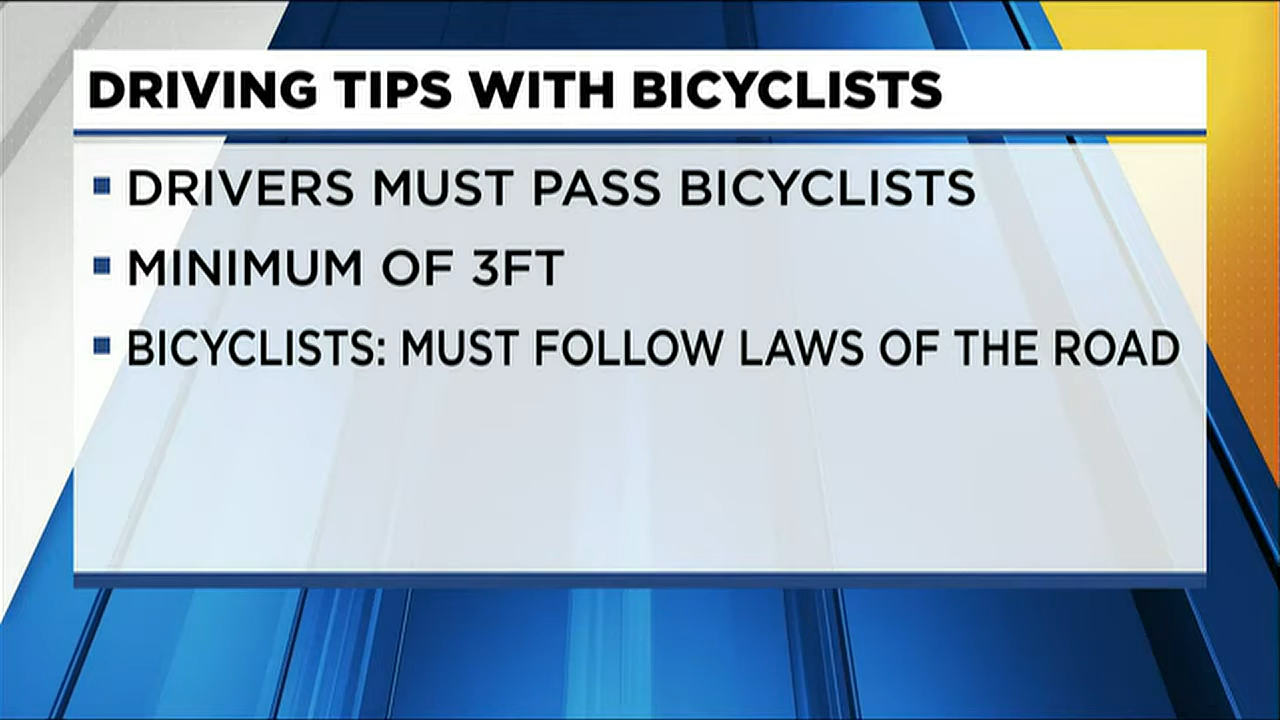 DRIVING TIPS WITH BICYCLISTS
DRIVERS MUST PASS BICYCLISTS
MINIMUM OF 3FT
BICYCLISTS: MUST FOLLOW LAWS OF THE ROAD